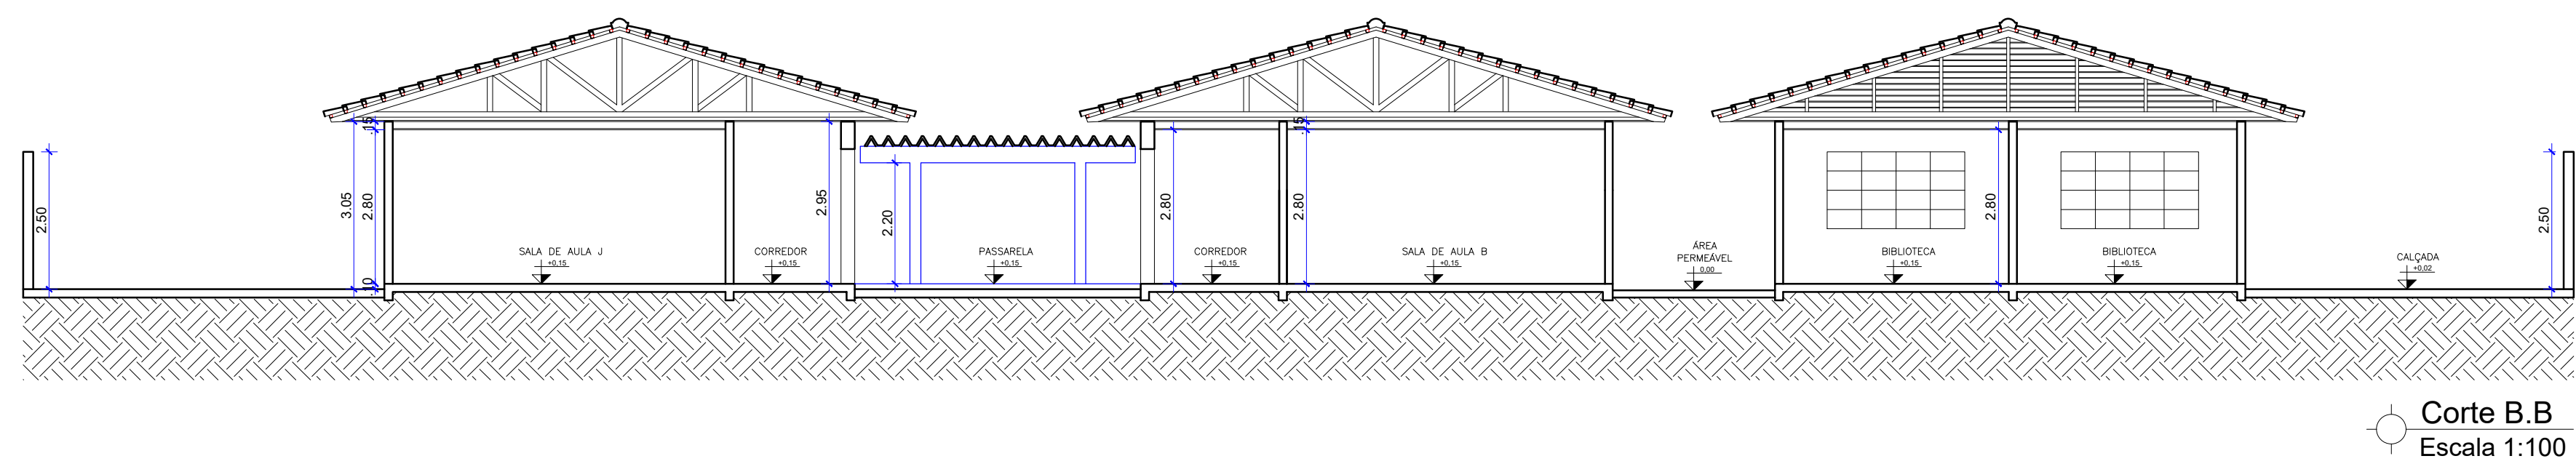 .15
.15
2.50
3.05
2.80
2.95
2.20
2.80
2.80
2.80
2.50
SALA DE AULA J
+0,15
CORREDOR
+0,15
PASSARELA
+0,15
CORREDOR
+0,15
SALA DE AULA B
+0,15
ÁREA
PERMEÁVEL
0,00
BIBLIOTECA
+0,15
BIBLIOTECA
+0,15
CALÇADA
+0,02
.10
Corte B.B
Escala 1:100